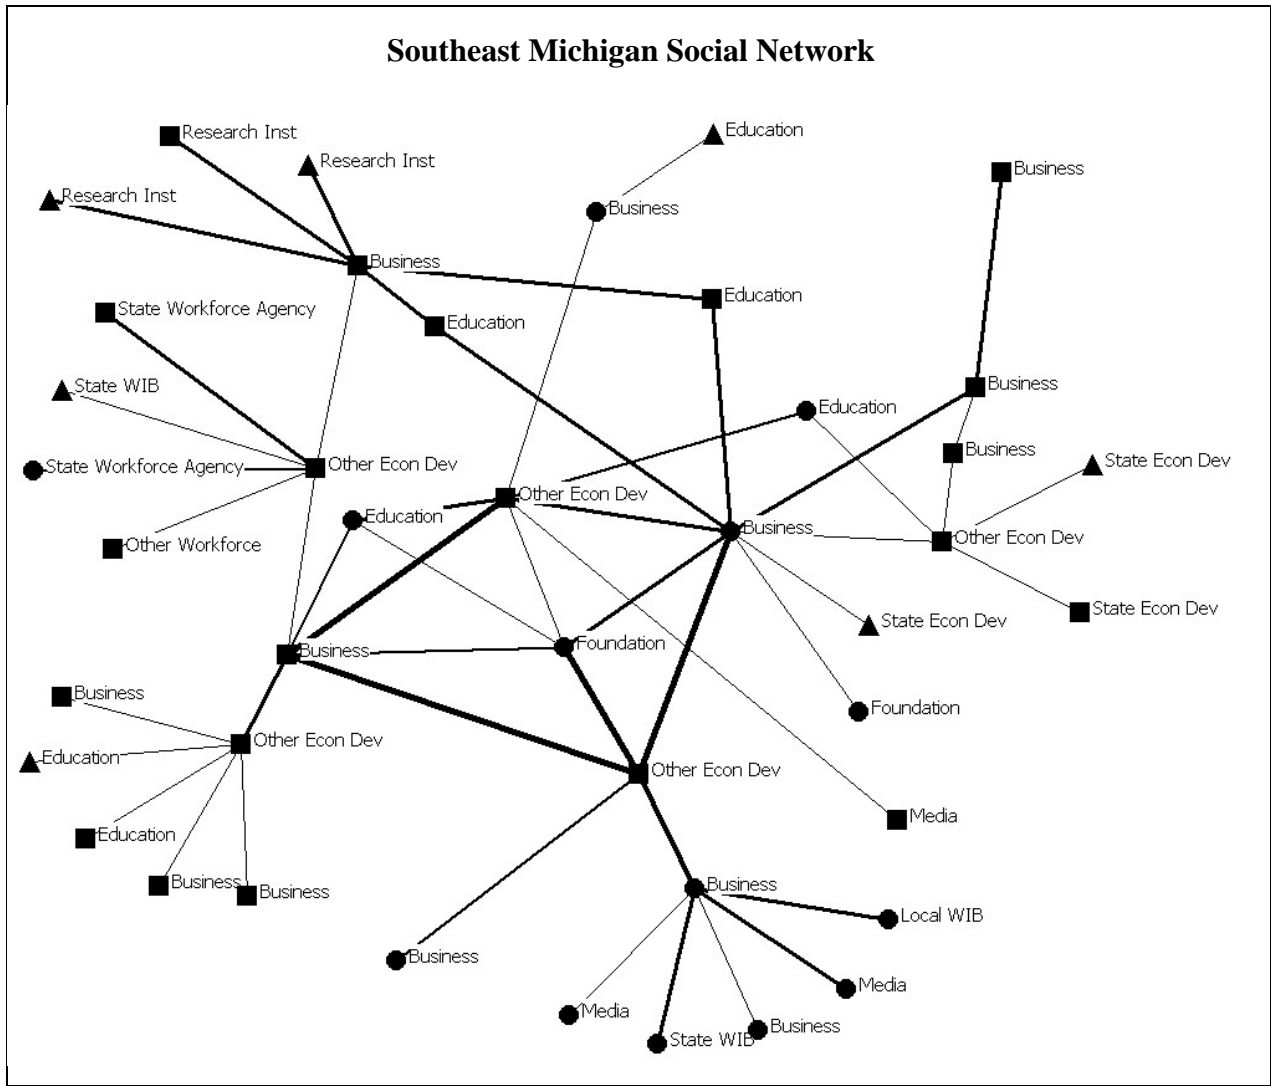 Southeast Michigan Social Network
Education
Research Inst
Research Inst
Business
Research Inst
Business
Business
Education
State Workforce Agency
Education
State WIB
Business
Education
Business
State Econ Dev
Other Econ Dev
State Workforce Agency
Other Econ Dev
Education
Business
Other Econ Dev
Other Workforce
State Econ Dev
State Econ Dev
Foundation
Business
Business
Foundation
Other Econ Dev
Education
Other Econ Dev
Media
Education
Business
Business
Business
Local WIB
Business
Media
Media
Business
State WIB